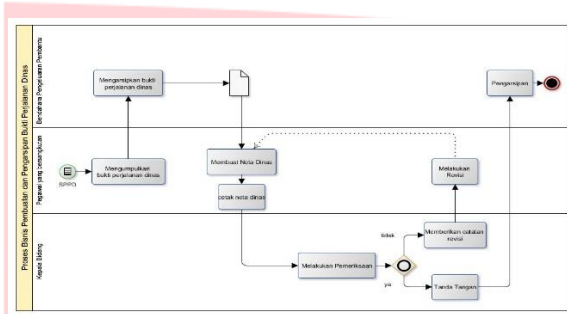 Proses Bisnis Pembuatan dan Pengarsipan Bukti Perjalanan Dinas
Bendahara Pengeluaran Pembantu
Mengarsipkan bukti
perjalanan dinas
Pengarsipan
Pegawai yang bersangkutan
SPPD
Mengumpulkan
bukti perjalanan dinas
Membuat Nota Dinas
cetak nota dinas
Melakukan
Revisi
Kepala Bidang
Melakukan Pemeriksaan
tidak
ya
Memberikan catatan
revisi
Tanda Tangan